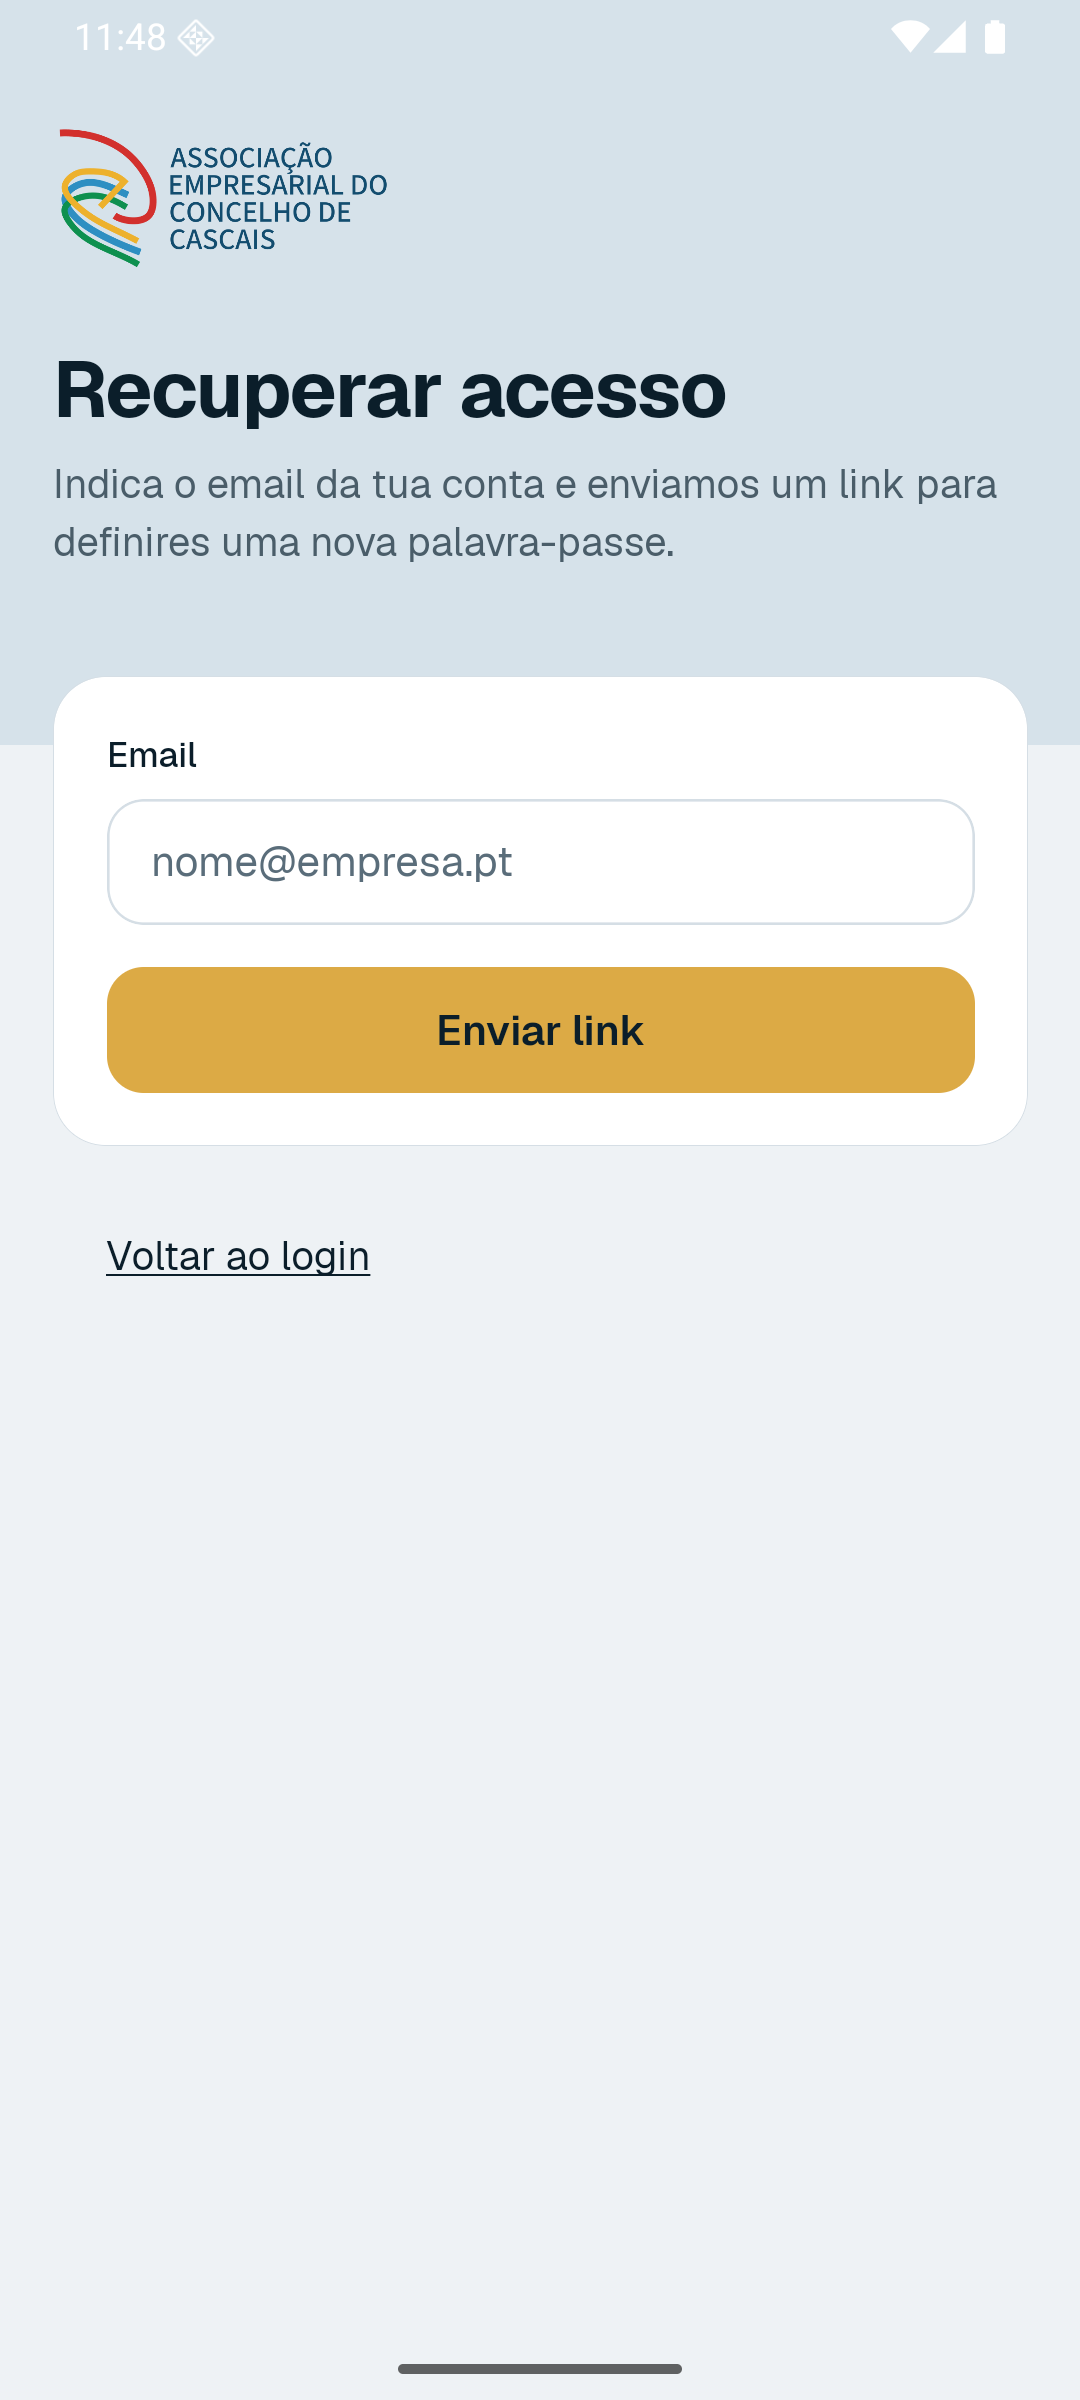 11:48
ASSOCIAÇÃO
EMPRESARIAL DO
CONCELHO DE
CASCAIS
Recuperar acesso
Indica o email da tua conta e enviamos um link para
definires uma nova palavra-passe.
Email
nome@empresa.pt
Enviar link
Voltar ao login